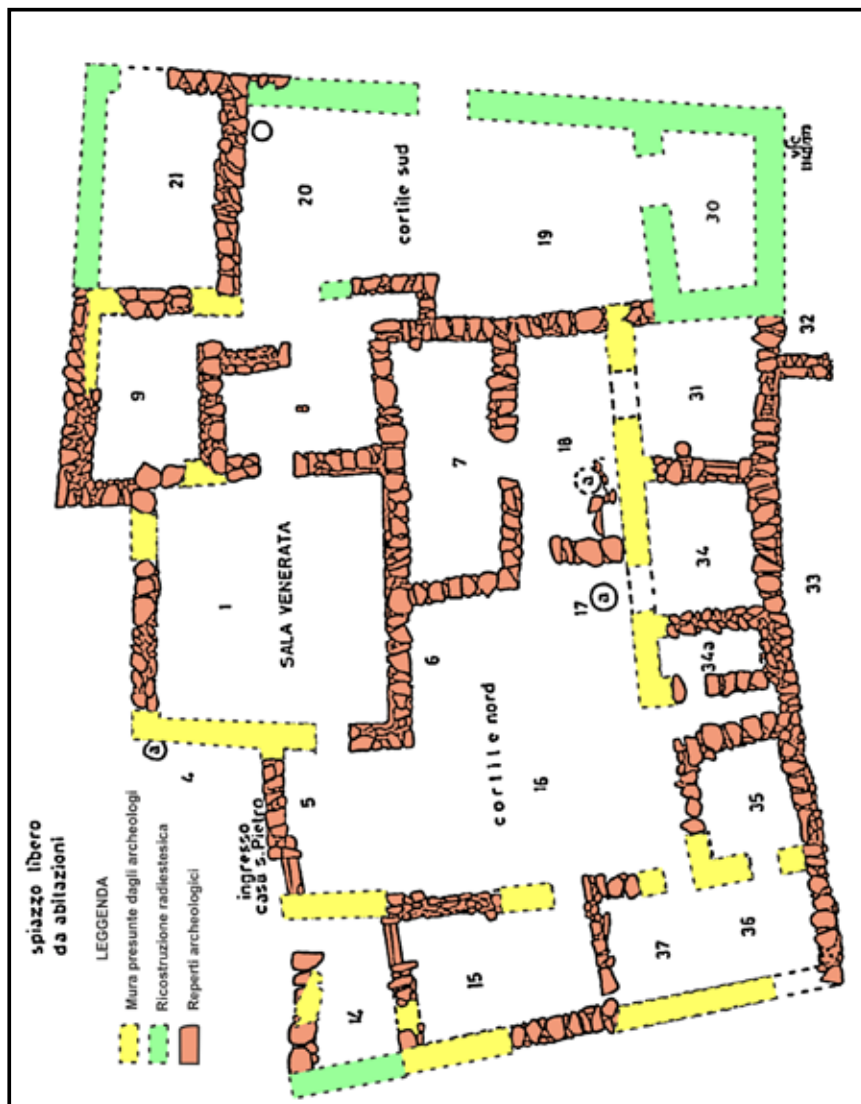 spiazzo libero
da abitazioni
LEGGENDA
Mura presunte dagli archeologi
Ricostruzione radiestesica
Reperti archeologici
ingresso
casa s. Pietro
SALA VENERATA
cortile nord
cortile sud
1
4
5
6
7
8
9
14
15
16
17
18
19
20
21
30
31
32
33
34
34a
35
36
37
a
a
a